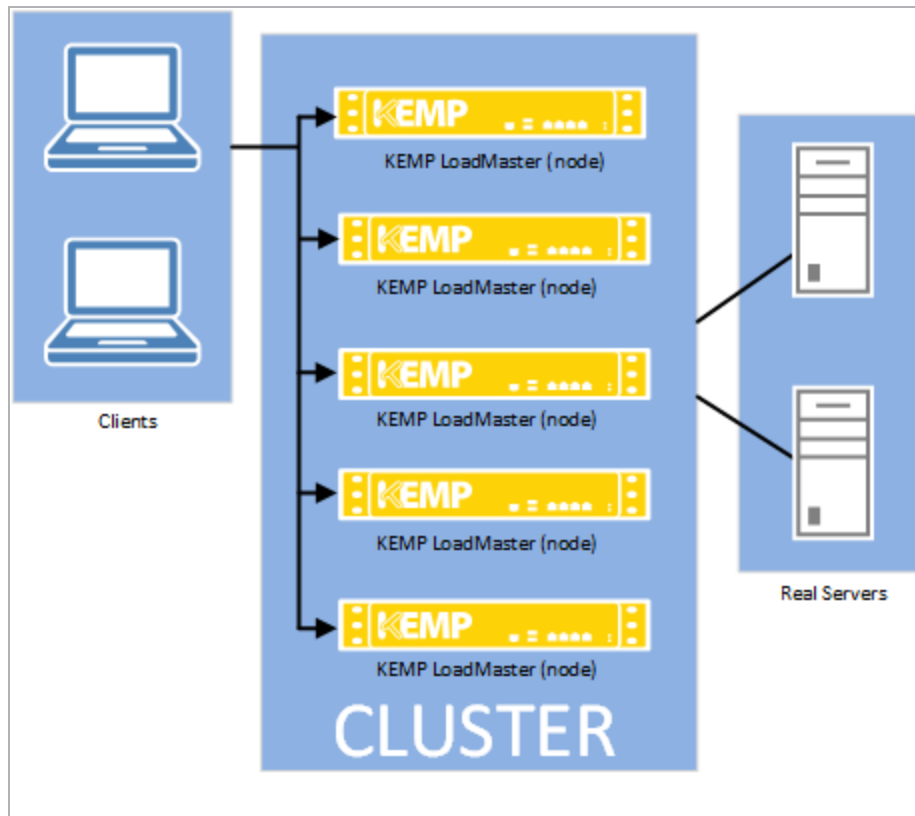 Clients
KEMP
KEMP LoadMaster (node)
KEMP
KEMP LoadMaster (node)
KEMP
KEMP LoadMaster (node)
KEMP
KEMP LoadMaster (node)
KEMP
KEMP LoadMaster (node)
CLUSTER
Real Servers